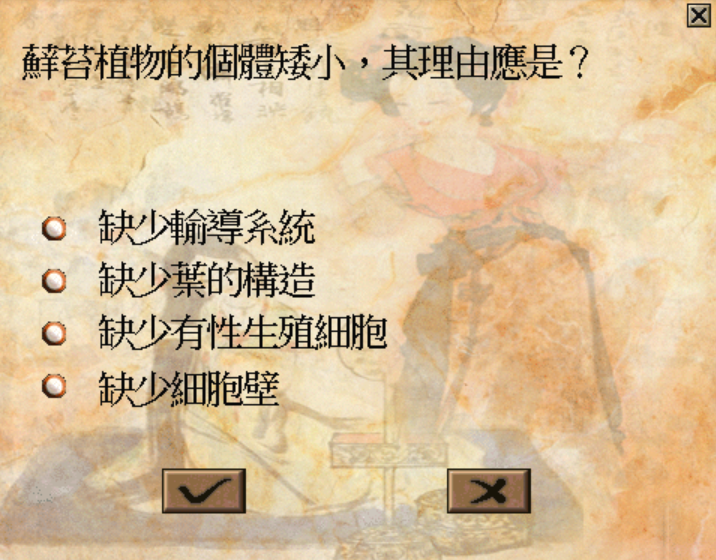 蘚苔植物的個體矮小，其理由應是？
缺少輸導系統
缺少葉的構造
缺少有性生殖細胞
缺少細胞壁